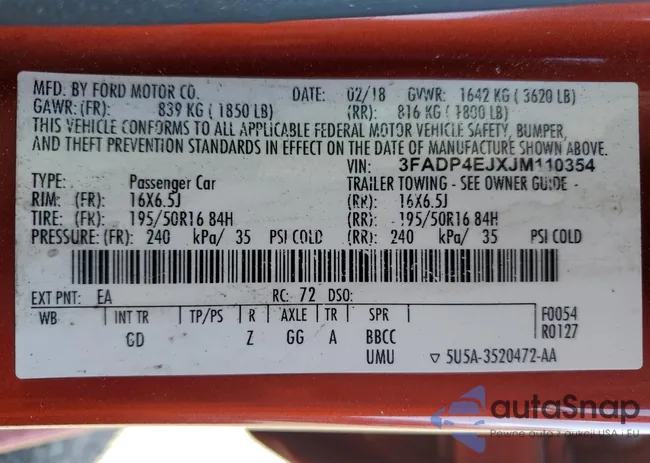 MFD. BY FORD MOTOR CO. DATE: 02/18 GVWR: 1642 KG ( 3620 LB)
GAWR: (FR): 839 KG ( 1850 LB) (RR): 816 KG ( 1800 LB)
THIS VEHICLE CONFORMS TO ALL APPLICABLE FEDERAL MOTOR VEHICLE SAFETY, BUMPER,
AND THEFT PREVENTION STANDARDS IN EFFECT ON THE DATE OF MANUFACTURE SHOWN ABOVE.
VIN: 3FADP4EJXJM110354
TYPE: Passenger Car TRAILER TOWING - SEE OWNER GUIDE -
RIM: (FR): 16X6.5J (RR): 16X6.5J
TIRE: (FR): 195/50R16 84H (RR): 195/50R16 84H
PRESSURE: (FR): 240 kPa/ 35 PSI COLD (RR): 240 kPa/ 35 PSI COLD
EXT PNT: EA RC: 72 DSO:
WB INT TR TP/PS R AXLE TR SPR F0054
GD Z GG A BBCC R0127
UMU ▽ 5U5A-3520472-AA
autoSnap
Pewne auto z aukcji USA i EU